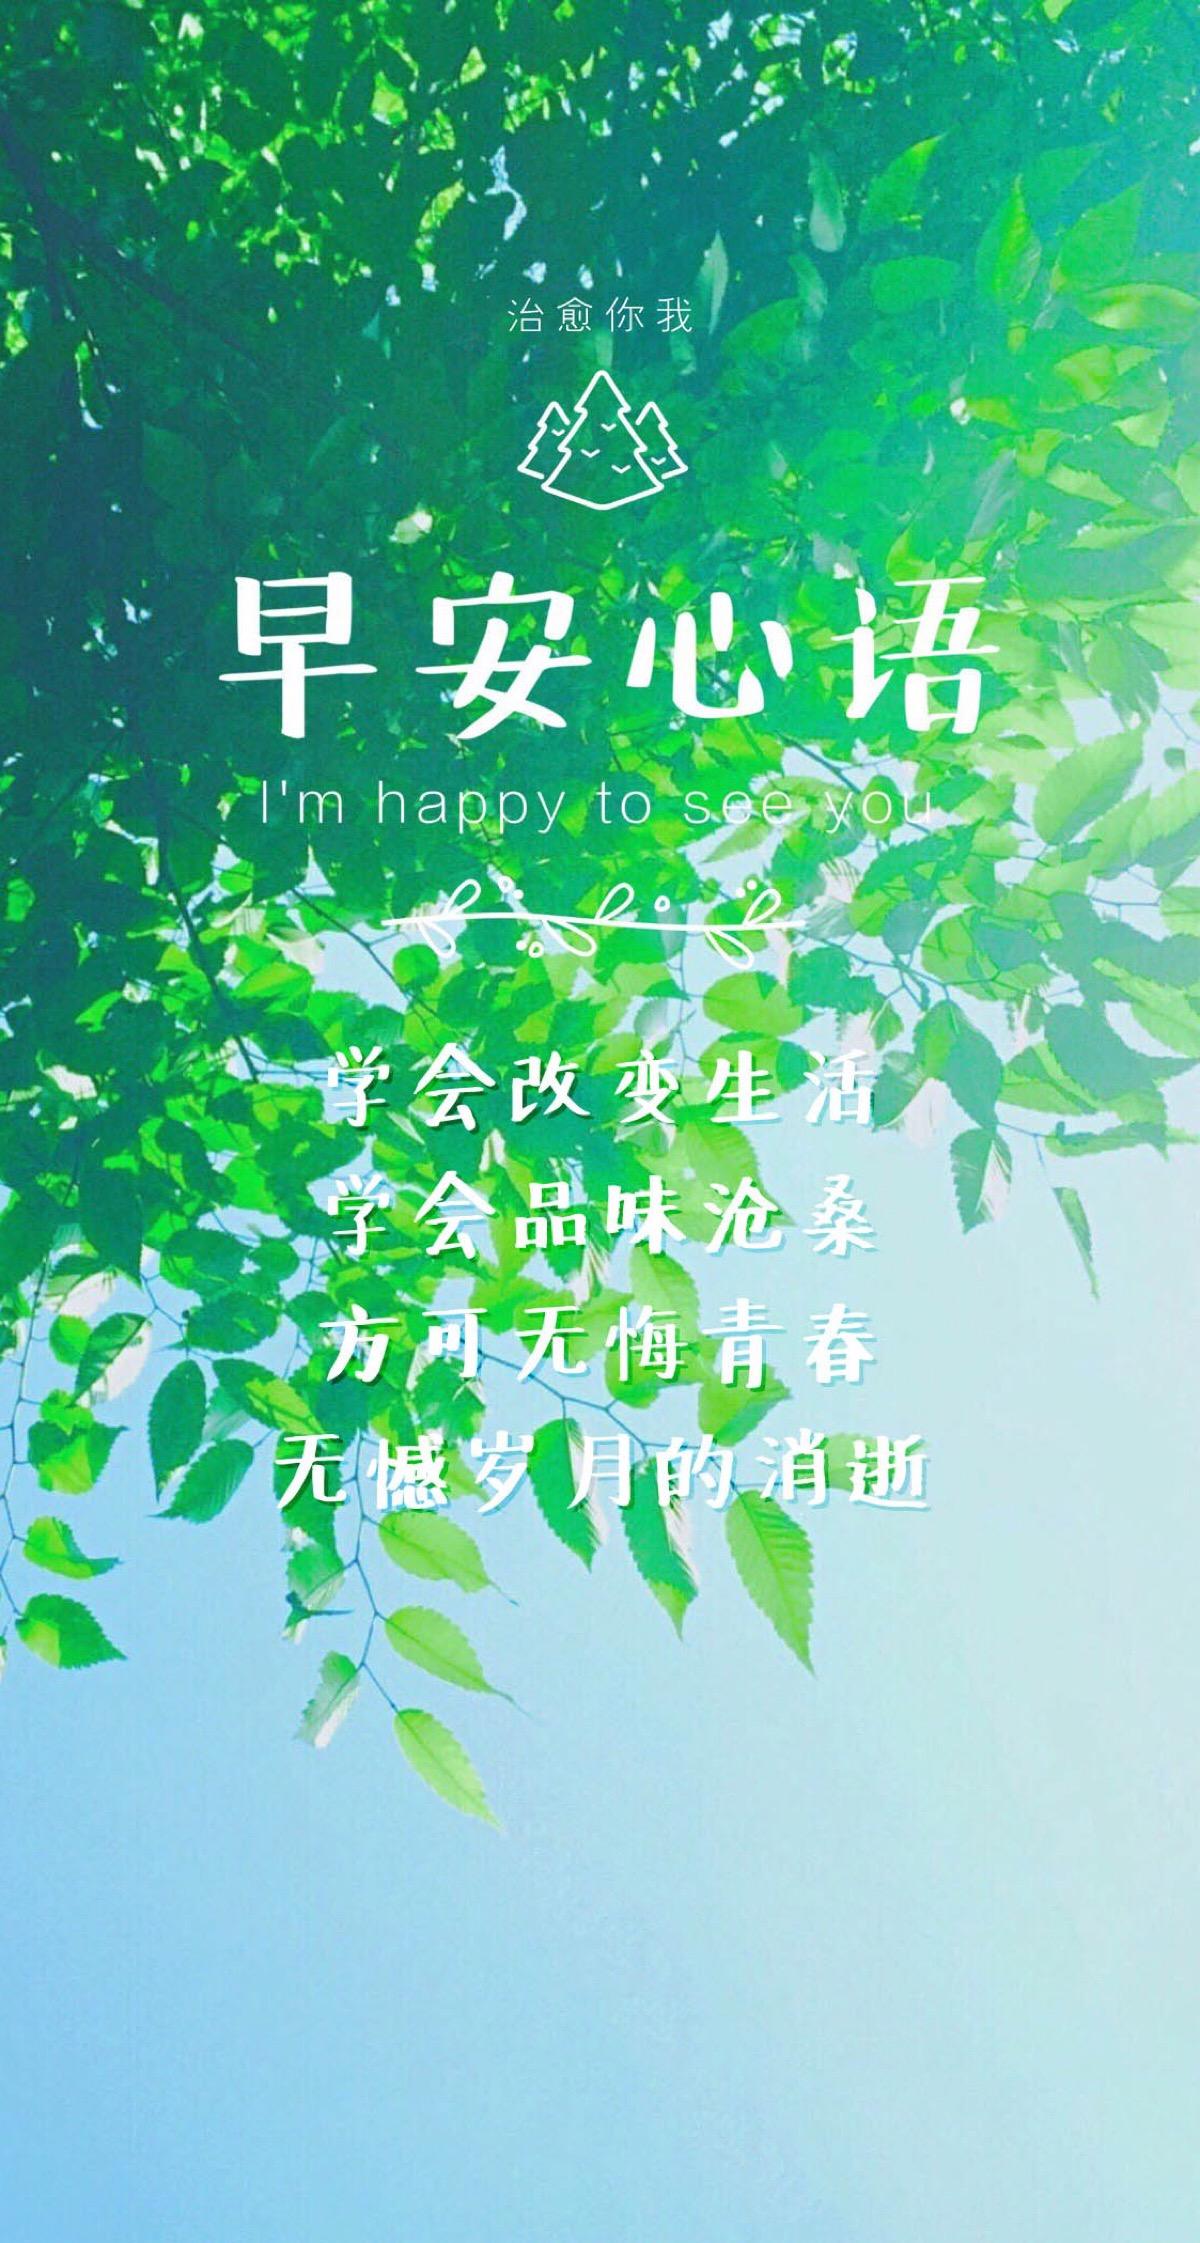 治愈你我
早安心语
I'm happy to see you
学会改变生活
学会品味沧桑
方可无悔青春
无憾岁月的消逝